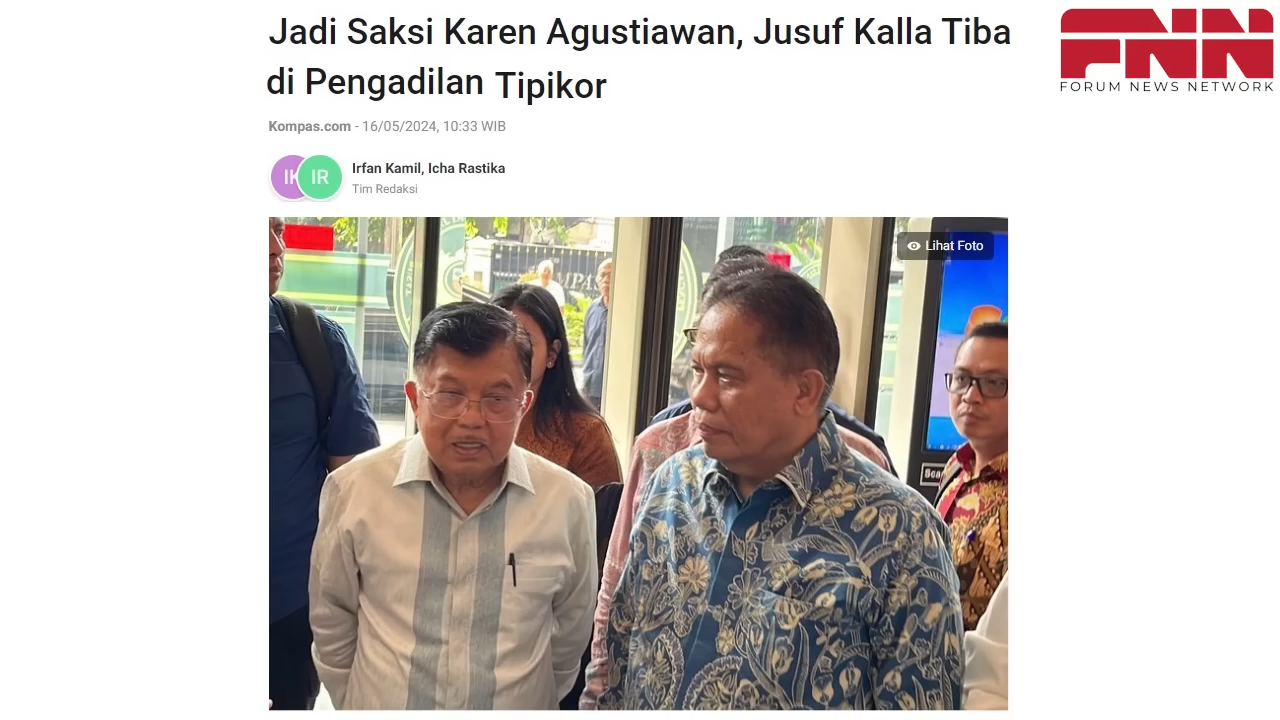 Jadi Saksi Karen Agustiawan, Jusuf Kalla Tiba
di Pengadilan Tipikor
FNN
FORUM NEWS NETWORK
Kompas.com - 16/05/2024, 10:33 WIB
IK IR
Irfan Kamil, Icha Rastika
Tim Redaksi
Lihat Foto